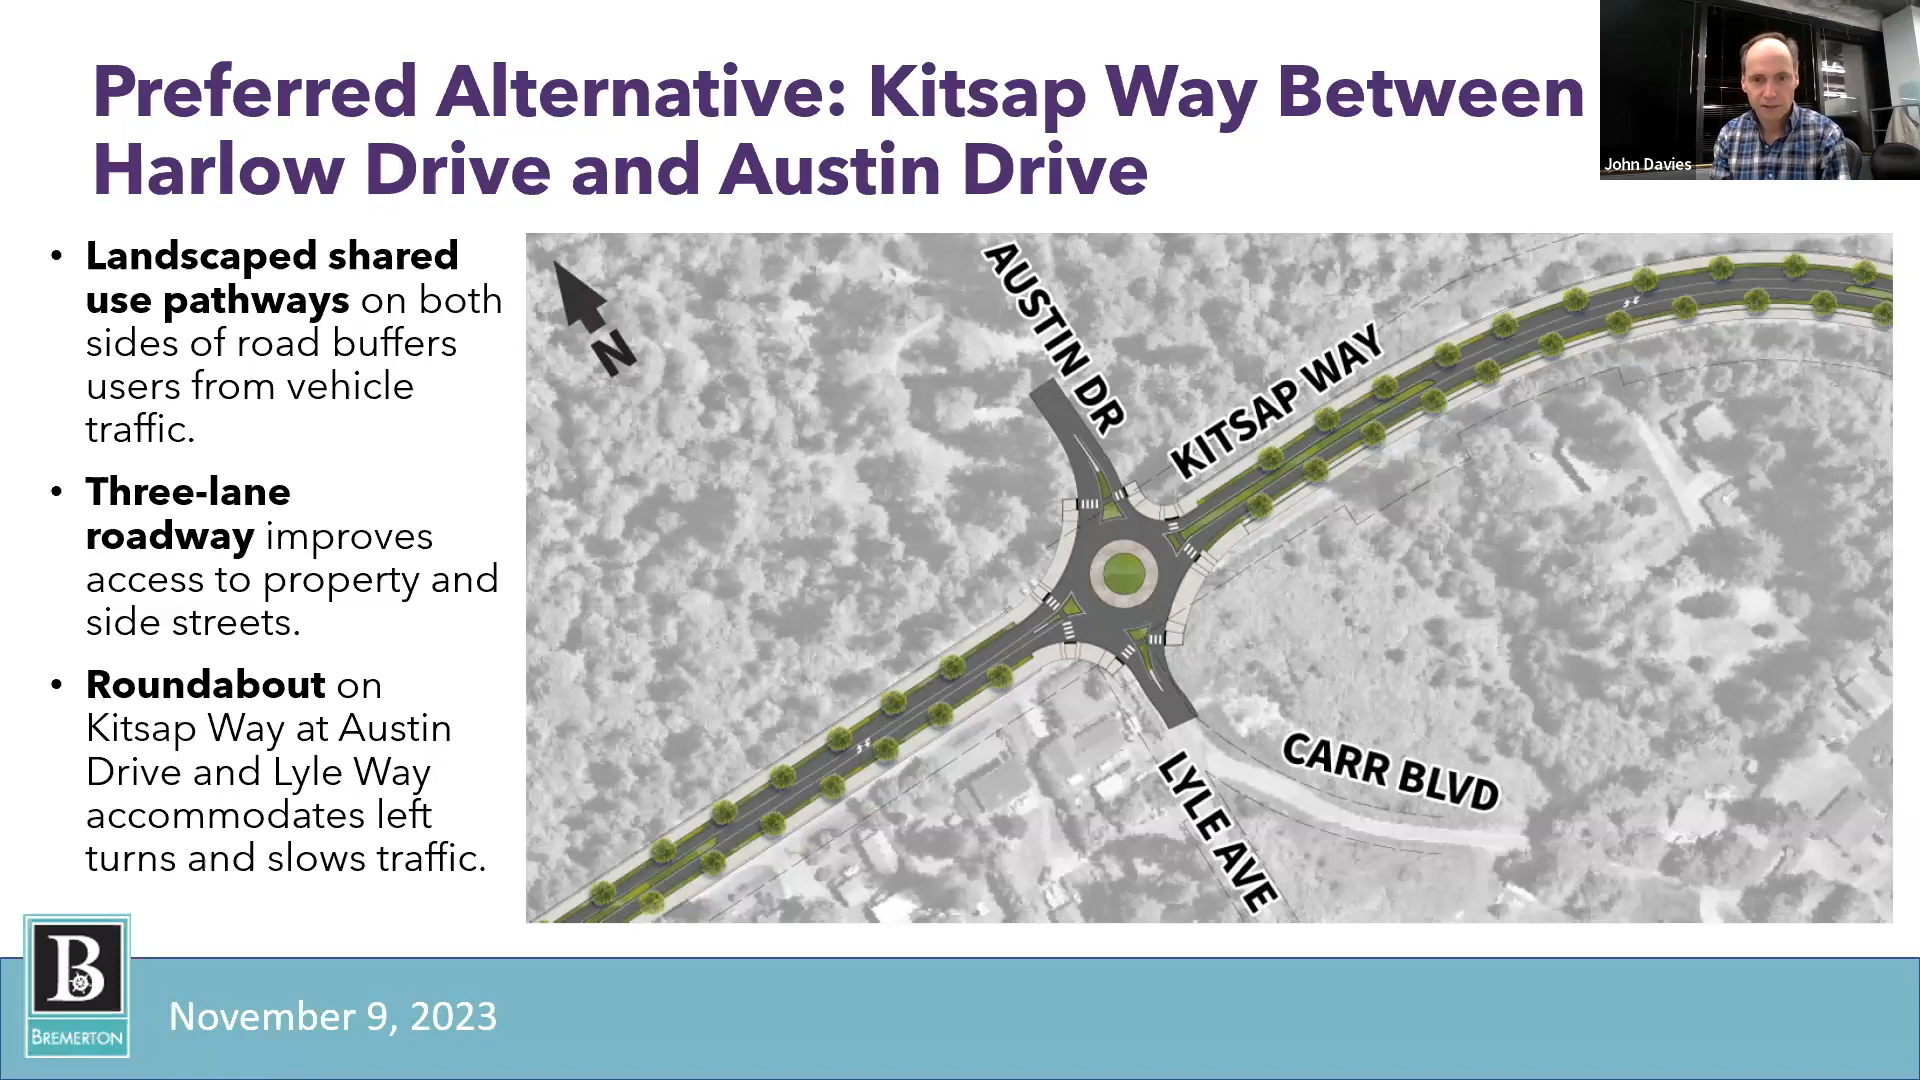 Preferred Alternative: Kitsap Way Between
Harlow Drive and Austin Drive
John Davies
• Landscaped shared
use pathways on both
sides of road buffers
users from vehicle
traffic.
• Three-lane
roadway improves
access to property and
side streets.
• Roundabout on
Kitsap Way at Austin
Drive and Lyle Way
accommodates left
turns and slows traffic.
N
AUSTIN DR
KITSAP WAY
CARR BLVD
LYLE AVE
B
BREMERTON
November 9, 2023